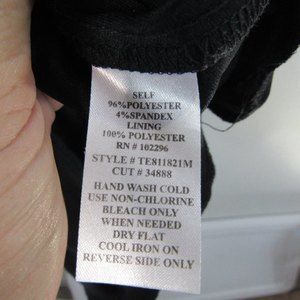 SELF
96%POLYESTER
4%SPANDEX
LINING
100% POLYESTER
RN # 102296
STYLE # TE811821M
CUT # 34888
HAND WASH COLD
USE NON-CHLORINE
BLEACH ONLY
WHEN NEEDED
DRY FLAT
COOL IRON ON
REVERSE SIDE ONLY